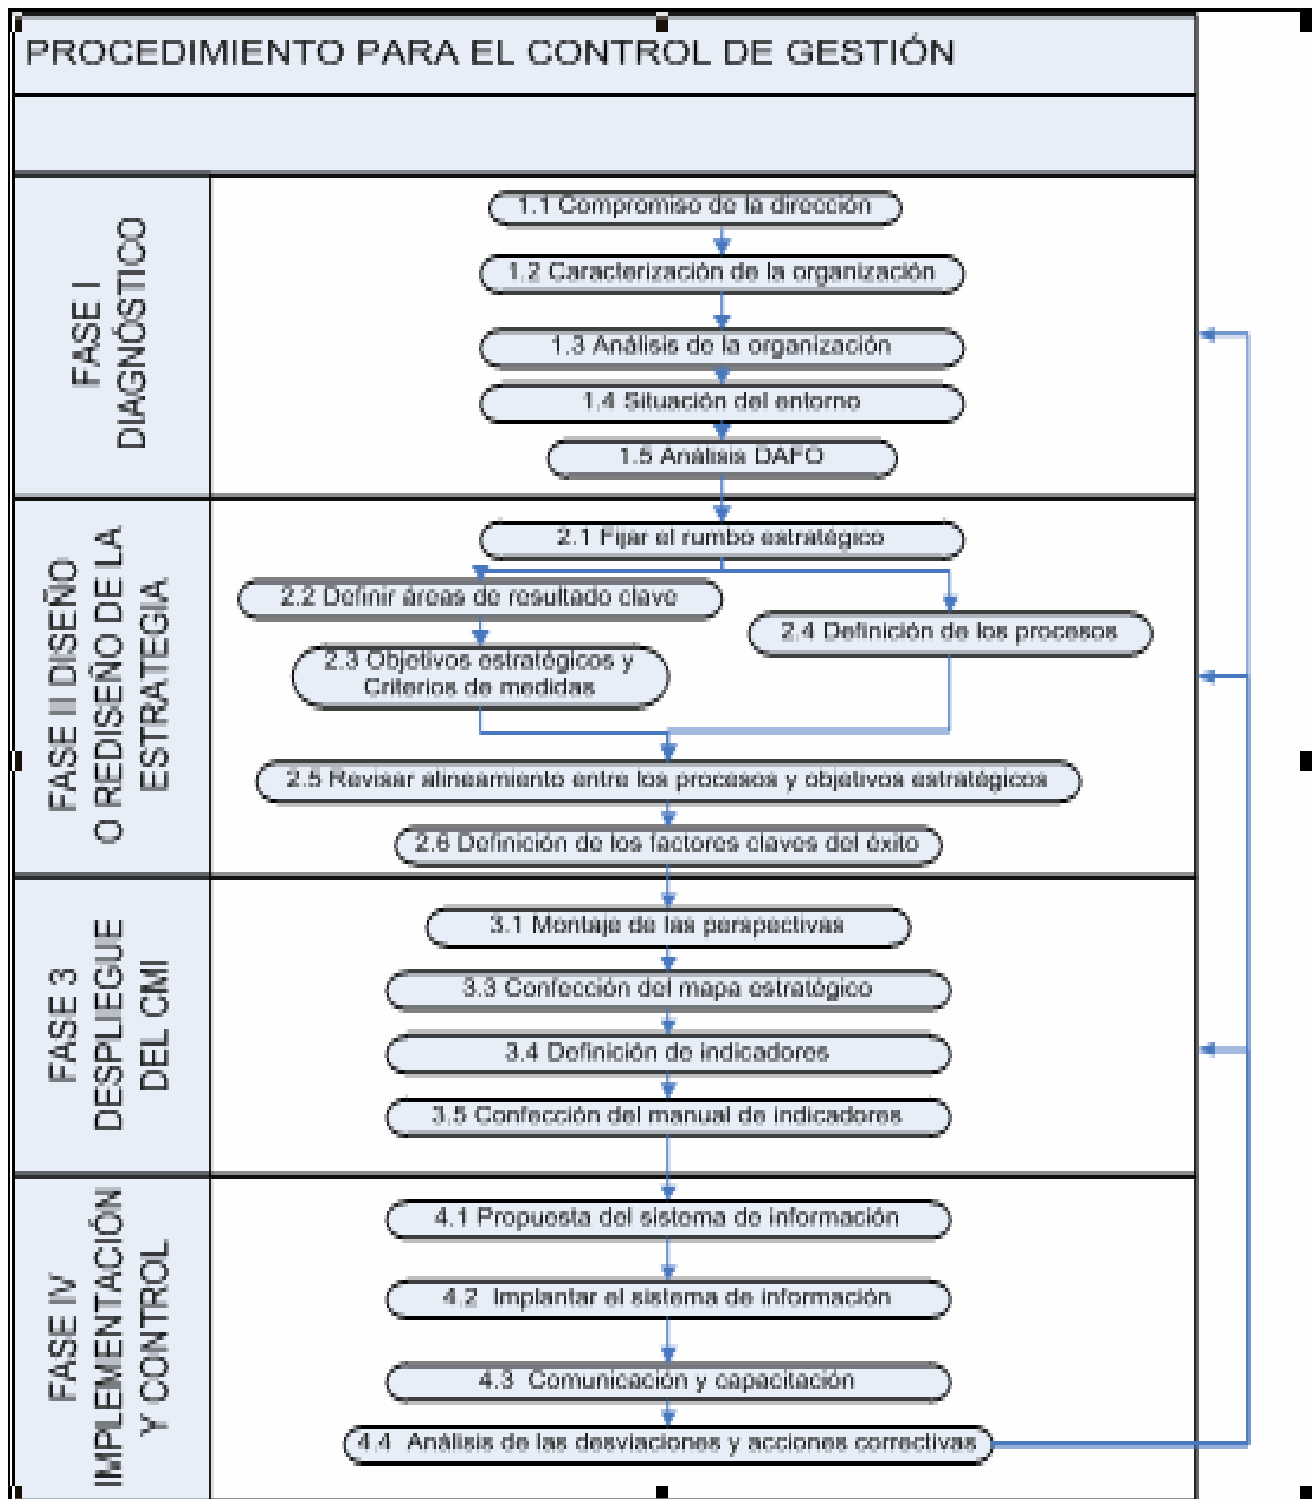 PROCEDIMIENTO PARA EL CONTROL DE GESTIÓN
FASE I
DIAGNÓSTICO
1.1 Compromiso de la dirección
1.2 Caracterización de la organización
1.3 Análisis de la organización
1.4 Situación del entorno
1.5 Análisis DAFO
FASE II DISEÑO
O REDISEÑO DE LA
ESTRATEGIA
2.1 Fijar el rumbo estratégico
2.2 Definir áreas de resultado clave
2.4 Definición de los procesos
2.3 Objetivos estratégicos y
Criterios de medidas
2.5 Revisar alineamiento entre los procesos y objetivos estratégicos
2.6 Definición de los factores claves del éxito
FASE 3
DESPLIEGUE
DEL CMI
3.1 Montaje de las perspectivas
3.3 Confección del mapa estratégico
3.4 Definición de indicadores
3.5 Confección del manual de indicadores
FASE IV
IMPLEMENTACIÓN
Y CONTROL
4.1 Propuesta del sistema de información
4.2 Implantar el sistema de información
4.3 Comunicación y capacitación
4.4 Análisis de las desviaciones y acciones correctivas